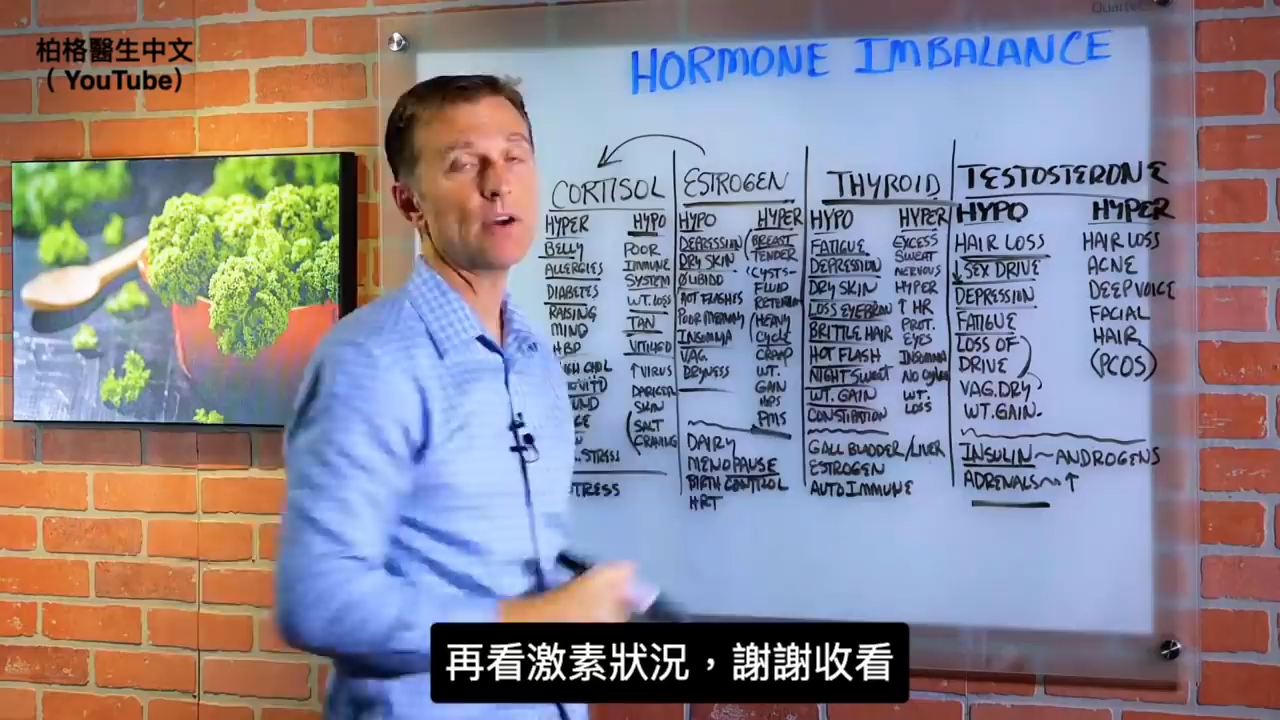 柏格醫生中文
（YouTube）
HORMONE IMBALANCE
CORTISOL
HYPER
BELLY
ALLERGIES
DIABETES
RAISING
MIND
HBP
STRESS
HYPO
POOR
IMMUNE
SYSTEM
WT. LOSS
TAN
VITILIGO
↑VIRUS
DARKER
SKIN
(SALT
CRAVING
ESTROGEN
HYPO
DEPRESSION
DRY SKIN
LIBIDO
HOT FLASHES
POOR MEMORY
INSOMNIA
VAG.
DRYNESS
HYPER
(BREAST
TENDER
CYSTS-
FLUID
RETENTION
(HEAVY
CYCLE
CRAMP
WT.
GAIN
HIPS
PMS
DAIRY
MENOPAUSE
BIRTH CONTROL
HRT
THYROID
HYPO
FATIGUE
DEPRESSION
DRY SKIN
LOSS EYEBROW
BRITTLE HAIR
HOT FLASH
NIGHT SWEAT
WT. GAIN
CONSTIPATION
HYPER
EXCESS
SWEAT
NERVOUS
HYPER
↑ HR
PROT.
EYES
INSOMNIA
NO CYCLE
WT.
LOSS
GALL BLADDER/LIVER
ESTROGEN
AUTOIMMUNE
TESTOSTERONE
HYPO
HAIR LOSS
↓SEX DRIVE
DEPRESSION
FATIGUE
LOSS OF
DRIVE
VAG. DRY
WT. GAIN.
HYPER
HAIR LOSS
ACNE
DEEP VOICE
FACIAL
HAIR
(PCOS)
INSULIN ~ ANDROGENS
ADRENALS ~ ↑
再看激素狀況，謝謝收看